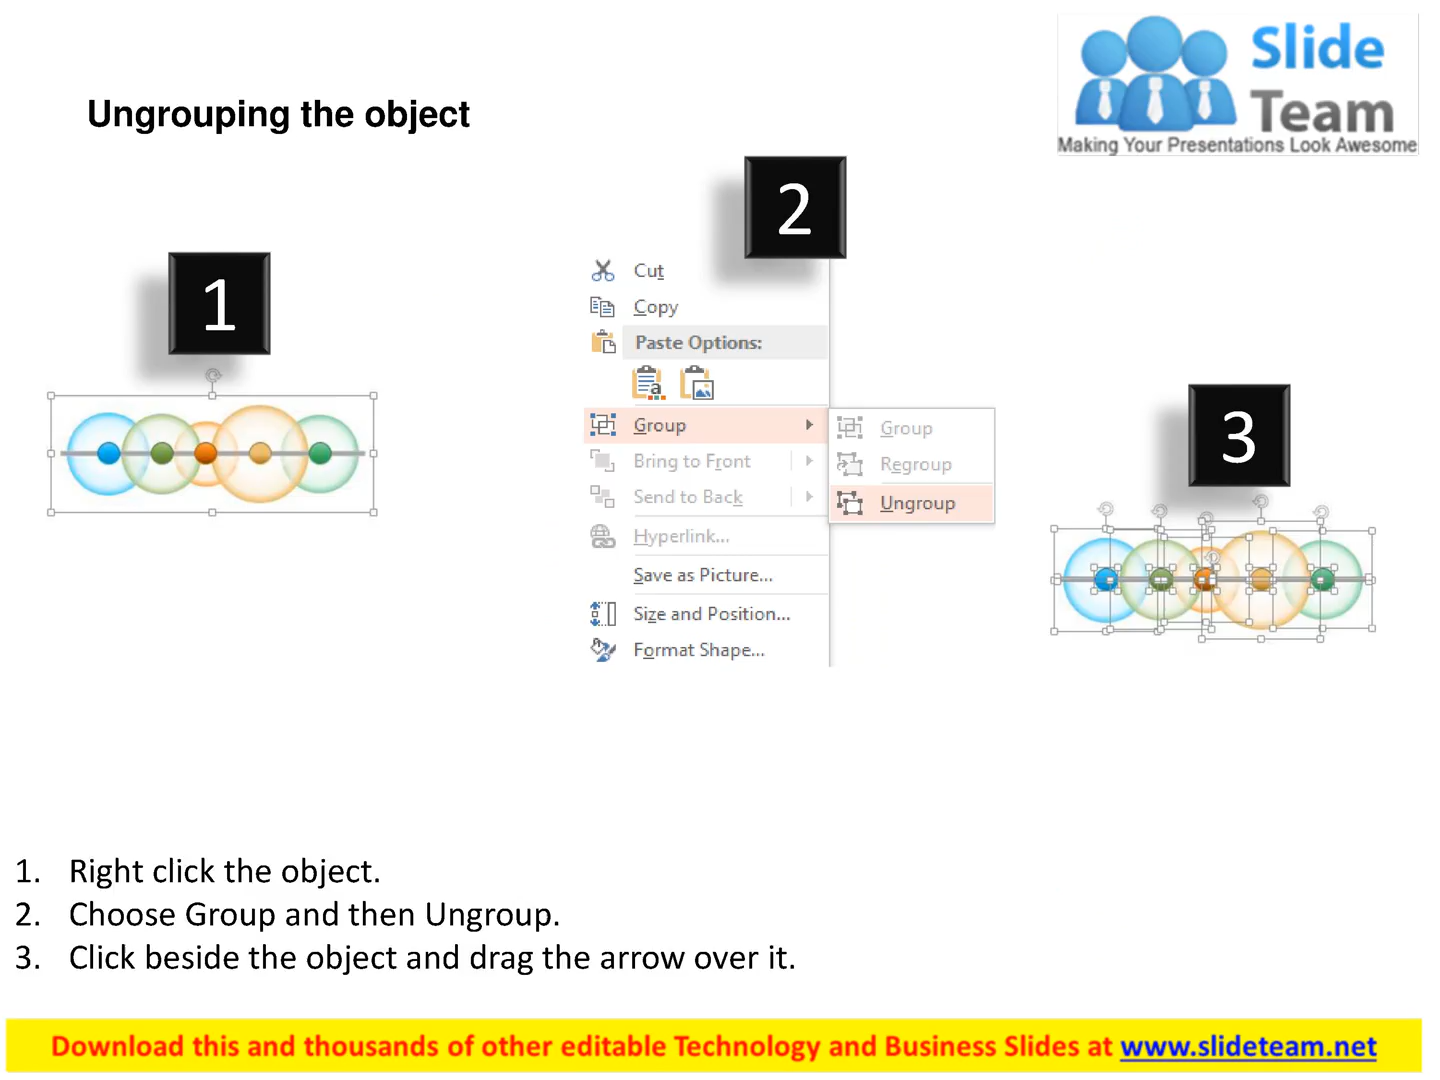 Slide
Team
Making Your Presentations Look Awesome
Ungrouping the object
1
2
3
Cut
Copy
Paste Options:
a
Group
Bring to Front
Send to Back
Hyperlink...
Save as Picture...
Size and Position...
Format Shape...
Group
Regroup
Ungroup
1. Right click the object.
2. Choose Group and then Ungroup.
3. Click beside the object and drag the arrow over it.
Download this and thousands of other editable Technology and Business Slides at www.slideteam.net